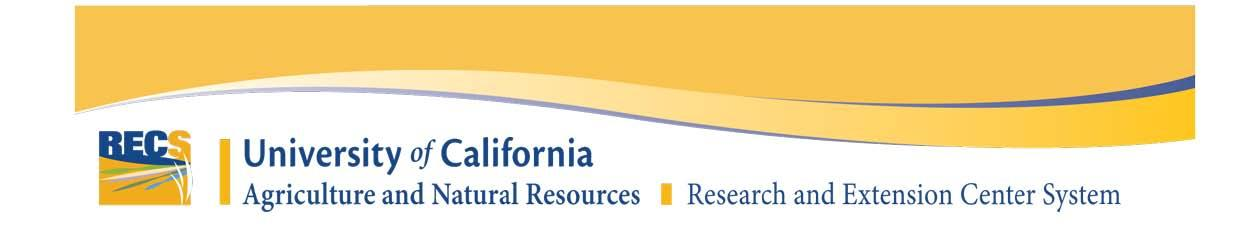 RECS
University of California
Agriculture and Natural Resources Research and Extension Center System